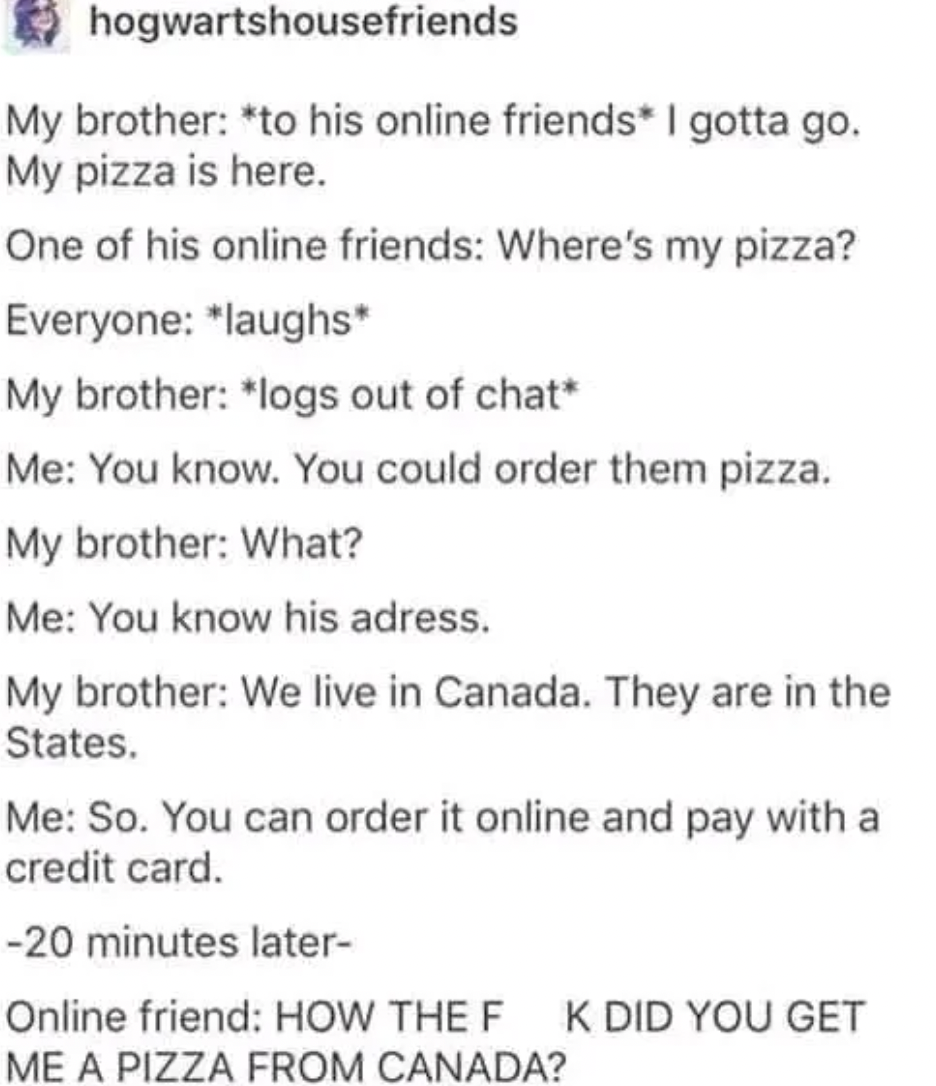 hogwartshousefriends
My brother: *to his online friends* I gotta go.
My pizza is here.
One of his online friends: Where's my pizza?
Everyone: *laughs*
My brother: *logs out of chat*
Me: You know. You could order them pizza.
My brother: What?
Me: You know his adress.
My brother: We live in Canada. They are in the
States.
Me: So. You can order it online and pay with a
credit card.
-20 minutes later-
Online friend: HOW THE F K DID YOU GET
ME A PIZZA FROM CANADA?